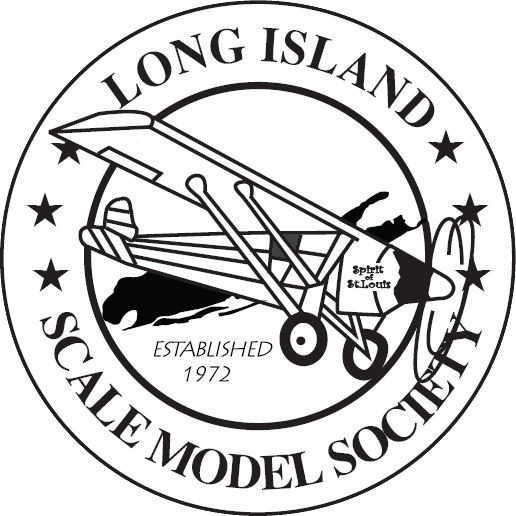 LONG ISLAND
Spirit
of
St.Louis
ESTABLISHED
1972
SCALE MODEL SOCIETY